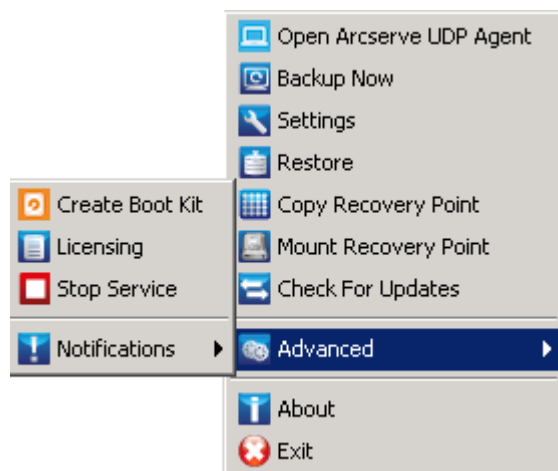 Open Arcserve UDP Agent
Backup Now
Settings
Restore
Copy Recovery Point
Mount Recovery Point
Check For Updates
Advanced
Create Boot Kit
Licensing
Stop Service
Notifications
About
Exit